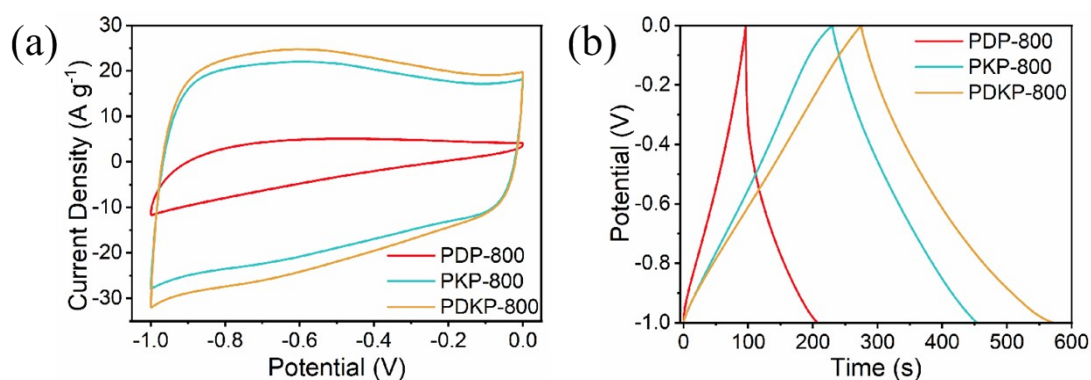 (a)
30
20
10
0
-10
-20
-30
Current Density (A g⁻¹)
PDP-800
PKP-800
PDKP-800
-1.0 -0.8 -0.6 -0.4 -0.2 0.0
Potential (V)
(b)
0.0
-0.2
-0.4
-0.6
-0.8
-1.0
Potential (V)
PDP-800
PKP-800
PDKP-800
0 100 200 300 400 500 600
Time (s)